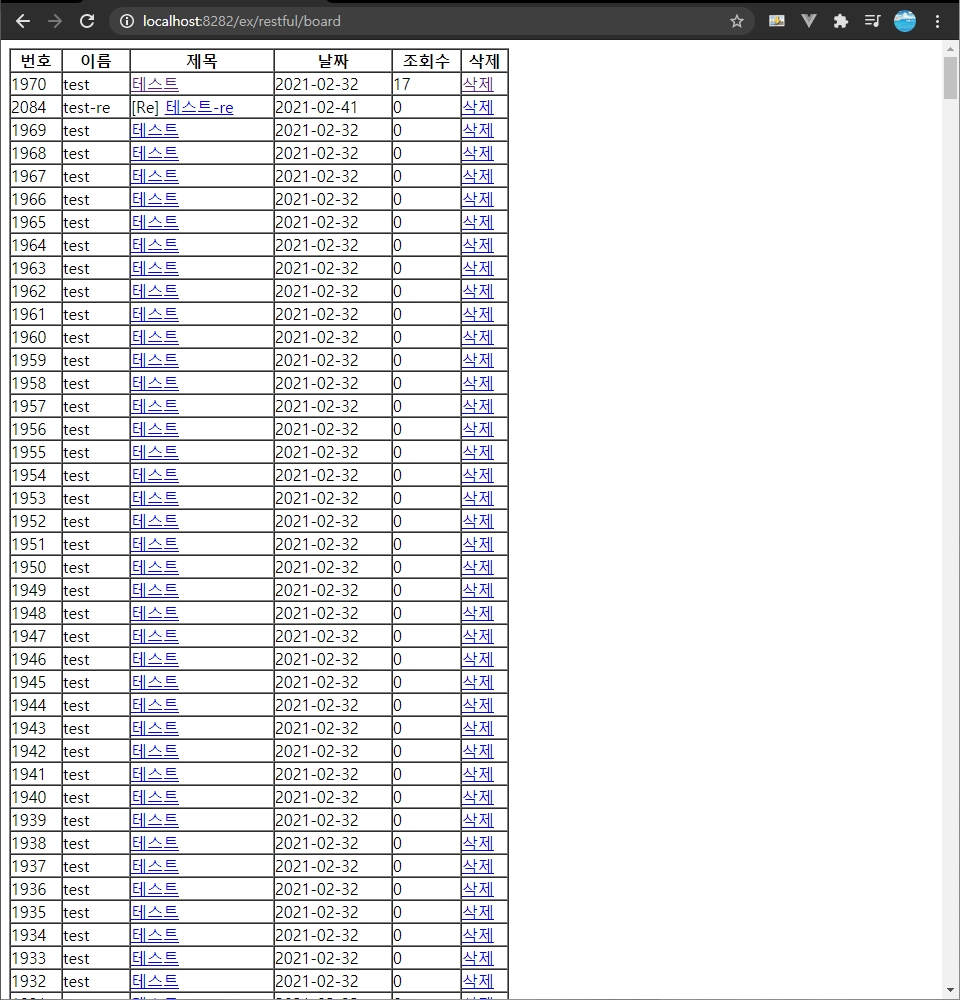 localhost:8282/ex/restful/board
번호 이름 제목 날짜 조회수 삭제
1970 test 테스트 2021-02-32 17 삭제
2084 test-re [Re] 테스트-re 2021-02-41 0 삭제
1969 test 테스트 2021-02-32 0 삭제
1968 test 테스트 2021-02-32 0 삭제
1967 test 테스트 2021-02-32 0 삭제
1966 test 테스트 2021-02-32 0 삭제
1965 test 테스트 2021-02-32 0 삭제
1964 test 테스트 2021-02-32 0 삭제
1963 test 테스트 2021-02-32 0 삭제
1962 test 테스트 2021-02-32 0 삭제
1961 test 테스트 2021-02-32 0 삭제
1960 test 테스트 2021-02-32 0 삭제
1959 test 테스트 2021-02-32 0 삭제
1958 test 테스트 2021-02-32 0 삭제
1957 test 테스트 2021-02-32 0 삭제
1956 test 테스트 2021-02-32 0 삭제
1955 test 테스트 2021-02-32 0 삭제
1954 test 테스트 2021-02-32 0 삭제
1953 test 테스트 2021-02-32 0 삭제
1952 test 테스트 2021-02-32 0 삭제
1951 test 테스트 2021-02-32 0 삭제
1950 test 테스트 2021-02-32 0 삭제
1949 test 테스트 2021-02-32 0 삭제
1948 test 테스트 2021-02-32 0 삭제
1947 test 테스트 2021-02-32 0 삭제
1946 test 테스트 2021-02-32 0 삭제
1945 test 테스트 2021-02-32 0 삭제
1944 test 테스트 2021-02-32 0 삭제
1943 test 테스트 2021-02-32 0 삭제
1942 test 테스트 2021-02-32 0 삭제
1941 test 테스트 2021-02-32 0 삭제
1940 test 테스트 2021-02-32 0 삭제
1939 test 테스트 2021-02-32 0 삭제
1938 test 테스트 2021-02-32 0 삭제
1937 test 테스트 2021-02-32 0 삭제
1936 test 테스트 2021-02-32 0 삭제
1935 test 테스트 2021-02-32 0 삭제
1934 test 테스트 2021-02-32 0 삭제
1933 test 테스트 2021-02-32 0 삭제
1932 test 테스트 2021-02-32 0 삭제